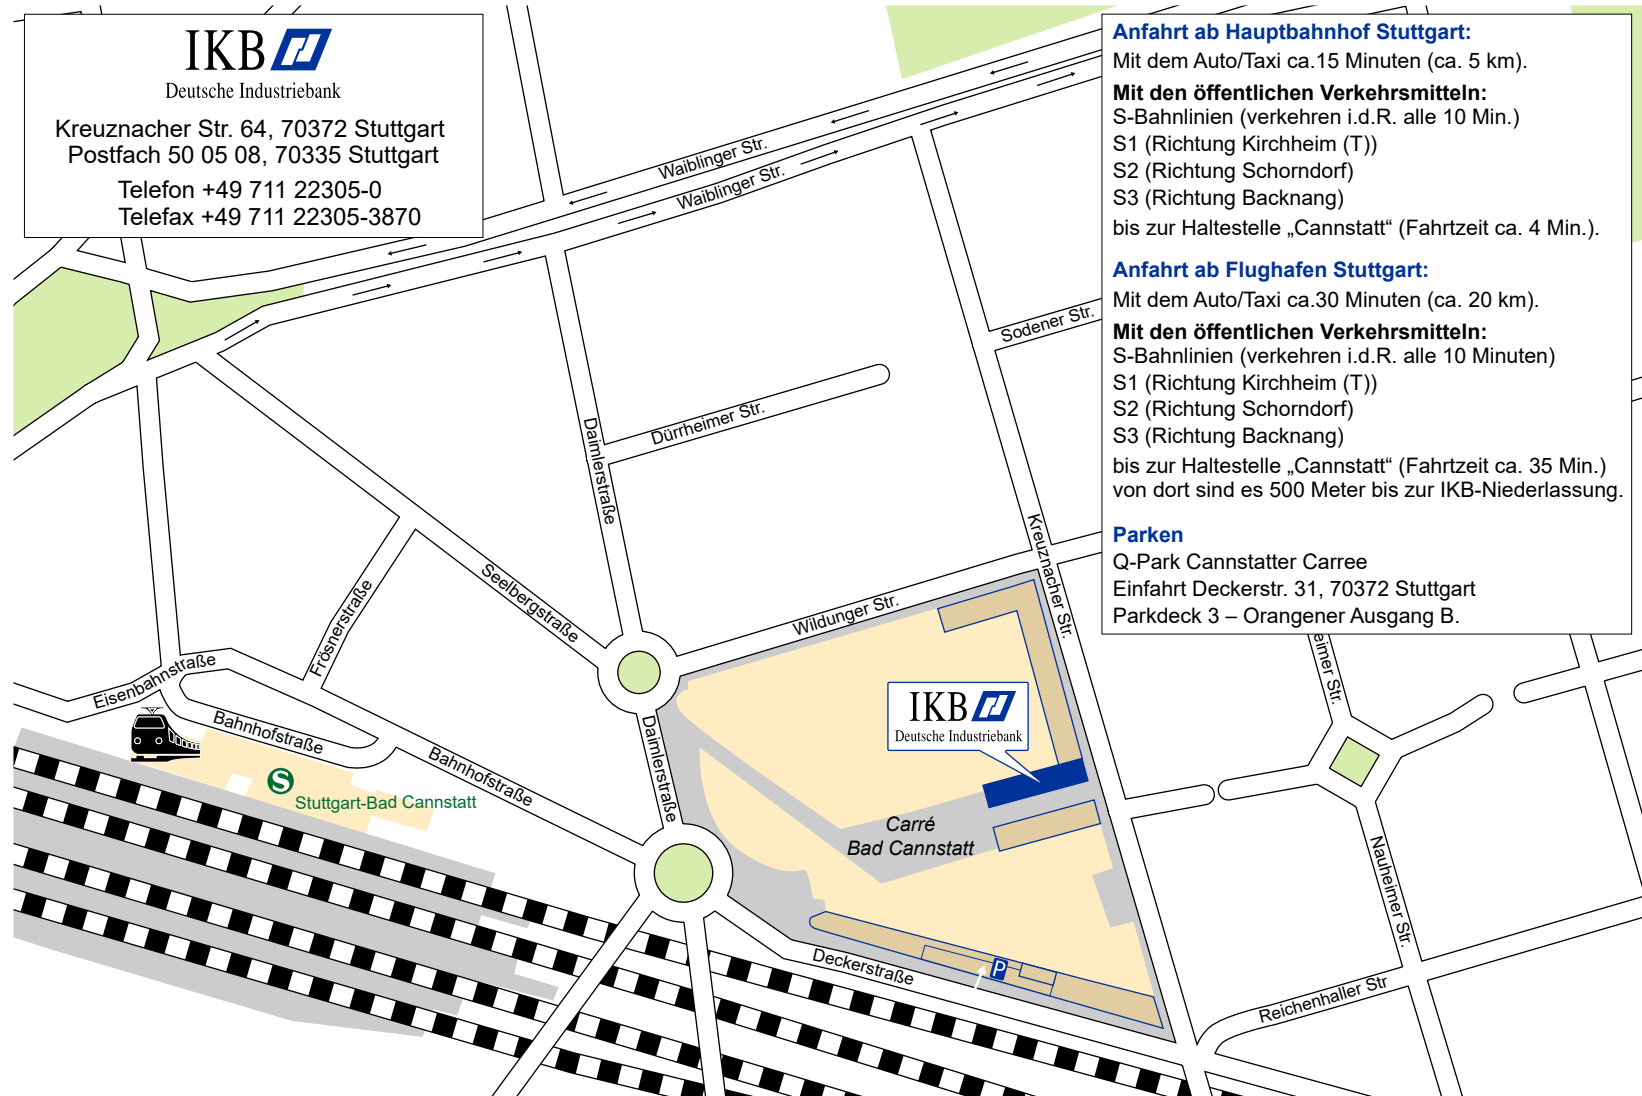 IKB
Deutsche Industriebank
Kreuznacher Str. 64, 70372 Stuttgart
Postfach 50 05 08, 70335 Stuttgart
Telefon +49 711 22305-0
Telefax +49 711 22305-3870
Anfahrt ab Hauptbahnhof Stuttgart:
Mit dem Auto/Taxi ca.15 Minuten (ca. 5 km).
Mit den öffentlichen Verkehrsmitteln:
S-Bahnlinien (verkehren i.d.R. alle 10 Min.)
S1 (Richtung Kirchheim (T))
S2 (Richtung Schorndorf)
S3 (Richtung Backnang)
bis zur Haltestelle „Cannstatt“ (Fahrtzeit ca. 4 Min.).
Anfahrt ab Flughafen Stuttgart:
Mit dem Auto/Taxi ca.30 Minuten (ca. 20 km).
Mit den öffentlichen Verkehrsmitteln:
S-Bahnlinien (verkehren i.d.R. alle 10 Minuten)
S1 (Richtung Kirchheim (T))
S2 (Richtung Schorndorf)
S3 (Richtung Backnang)
bis zur Haltestelle „Cannstatt“ (Fahrtzeit ca. 35 Min.)
von dort sind es 500 Meter bis zur IKB-Niederlassung.
Parken
Q-Park Cannstatter Carree
Einfahrt Deckerstr. 31, 70372 Stuttgart
Parkdeck 3 – Orangener Ausgang B.
Waiblinger Str.
Waiblinger Str.
Sodener Str.
Dürrheimer Str.
Daimlerstraße
Kreuznacher Str.
Seelbergstraße
Frösnerstraße
Wildunger Str.
eimer Str.
Eisenbahnstraße
Bahnhofstraße
Bahnhofstraße
Daimlerstraße
IKB
Deutsche Industriebank
S
Stuttgart-Bad Cannstatt
Carré
Bad Cannstatt
Nauheimer Str.
Deckerstraße
P
Reichenhaller Str